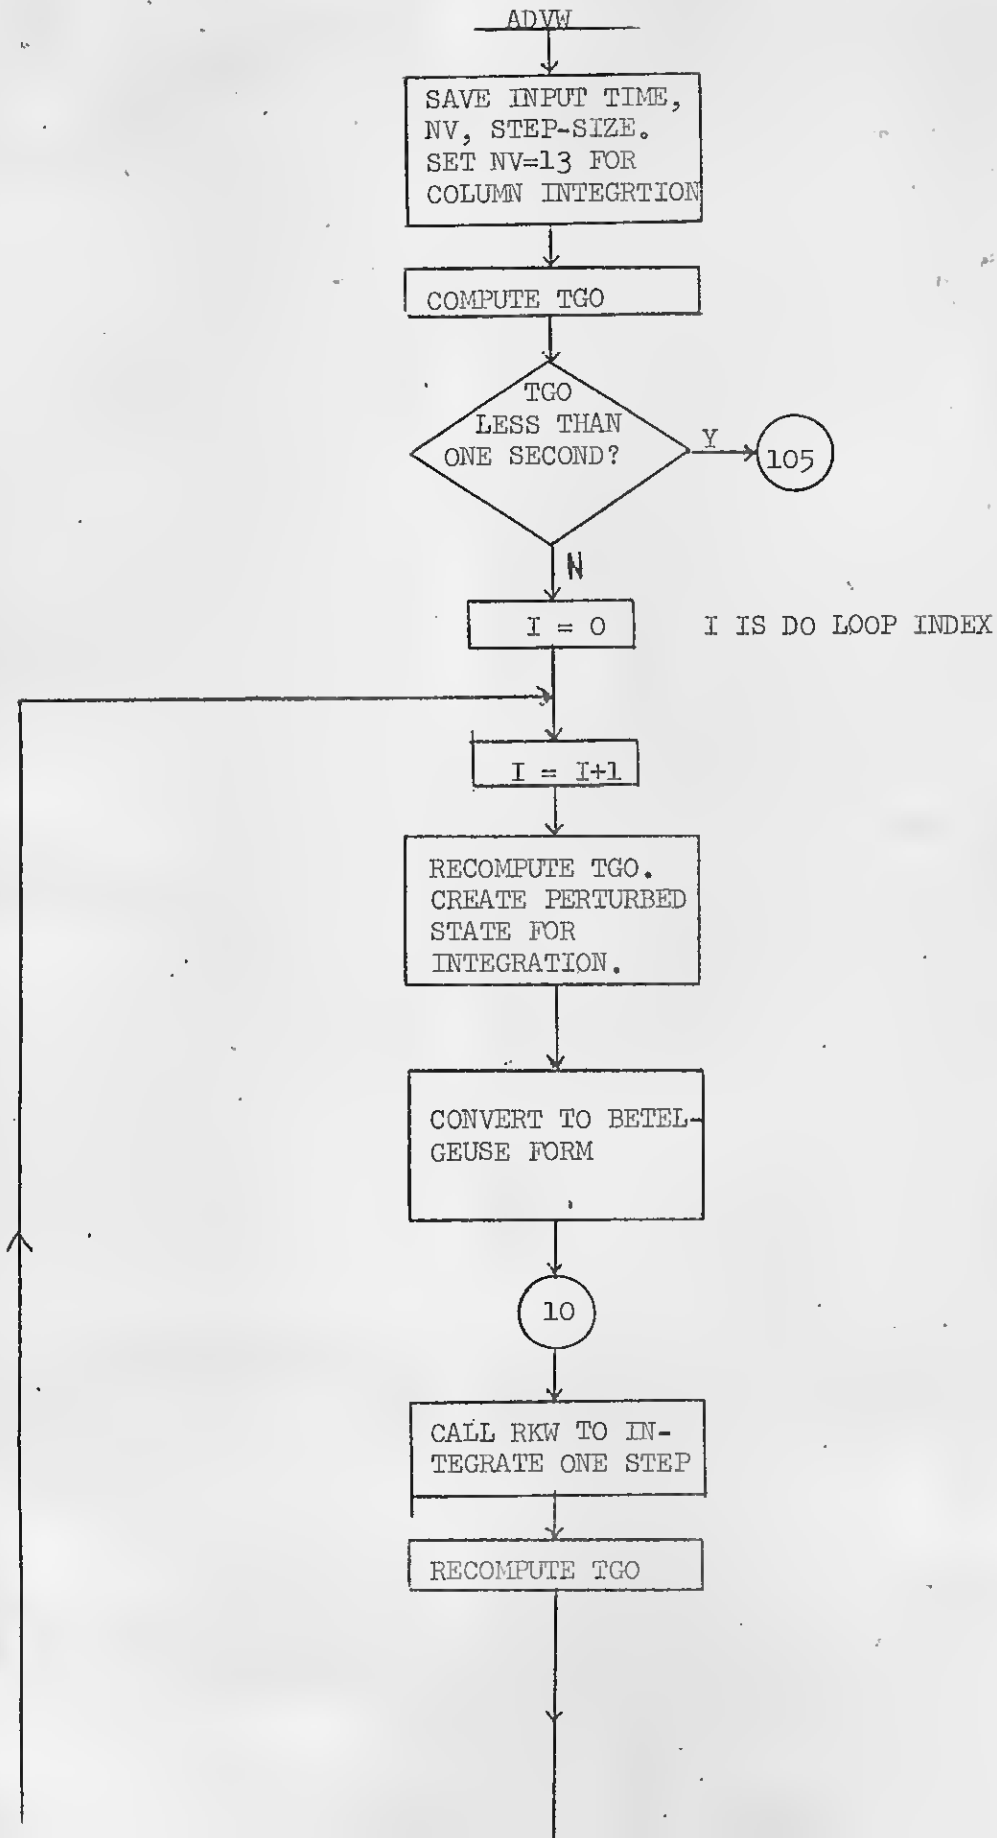 ADVW
SAVE INPUT TIME,
NV, STEP-SIZE.
SET NV=13 FOR
COLUMN INTEGRTION
COMPUTE TGO
TGO
LESS THAN
ONE SECOND?
Y
105
N
I = 0
I IS DO LOOP INDEX
I = I+1
RECOMPUTE TGO.
CREATE PERTURBED
STATE FOR
INTEGRATION.
CONVERT TO BETEL-
GEUSE FORM
10
CALL RKW TO IN-
TEGRATE ONE STEP
RECOMPUTE TGO